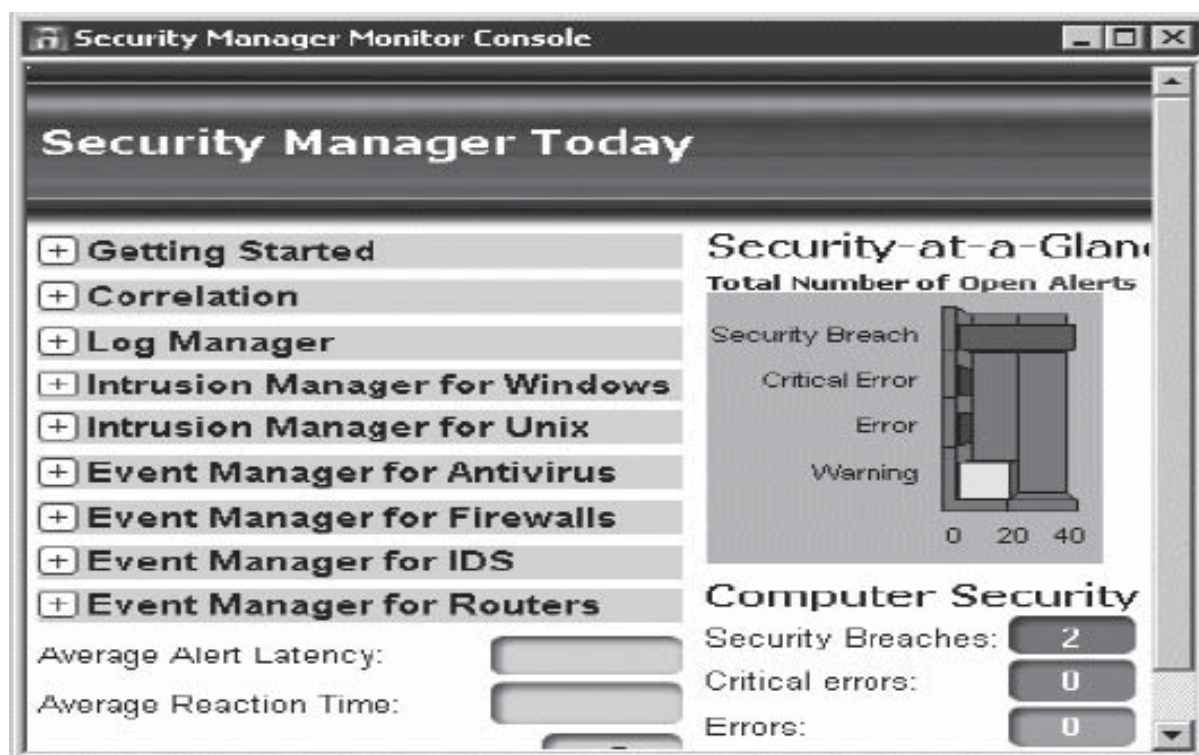 Security Manager Monitor Console
Security Manager Today
+ Getting Started
+ Correlation
+ Log Manager
+ Intrusion Manager for Windows
+ Intrusion Manager for Unix
+ Event Manager for Antivirus
+ Event Manager for Firewalls
+ Event Manager for IDS
+ Event Manager for Routers
Average Alert Latency:
Average Reaction Time:
Security-at-a-Glan
Total Number of Open Alerts
Security Breach
Critical Error
Error
Warning
0 20 40
Computer Security
Security Breaches: 2
Critical errors: 0
Errors: 0